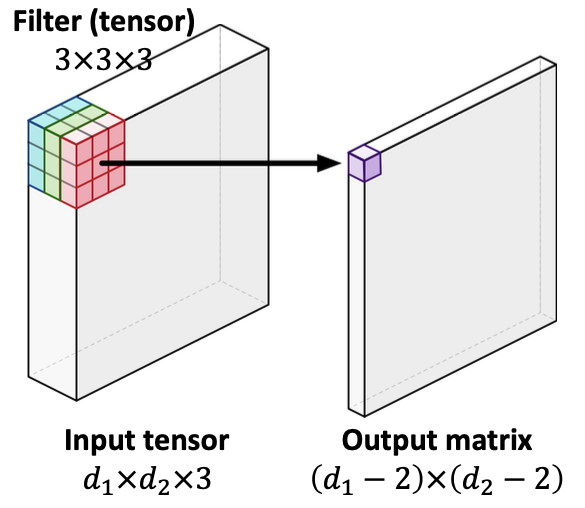 Filter (tensor)
3×3×3
Input tensor
d₁×d₂×3
Output matrix
(d₁ − 2)×(d₂ − 2)